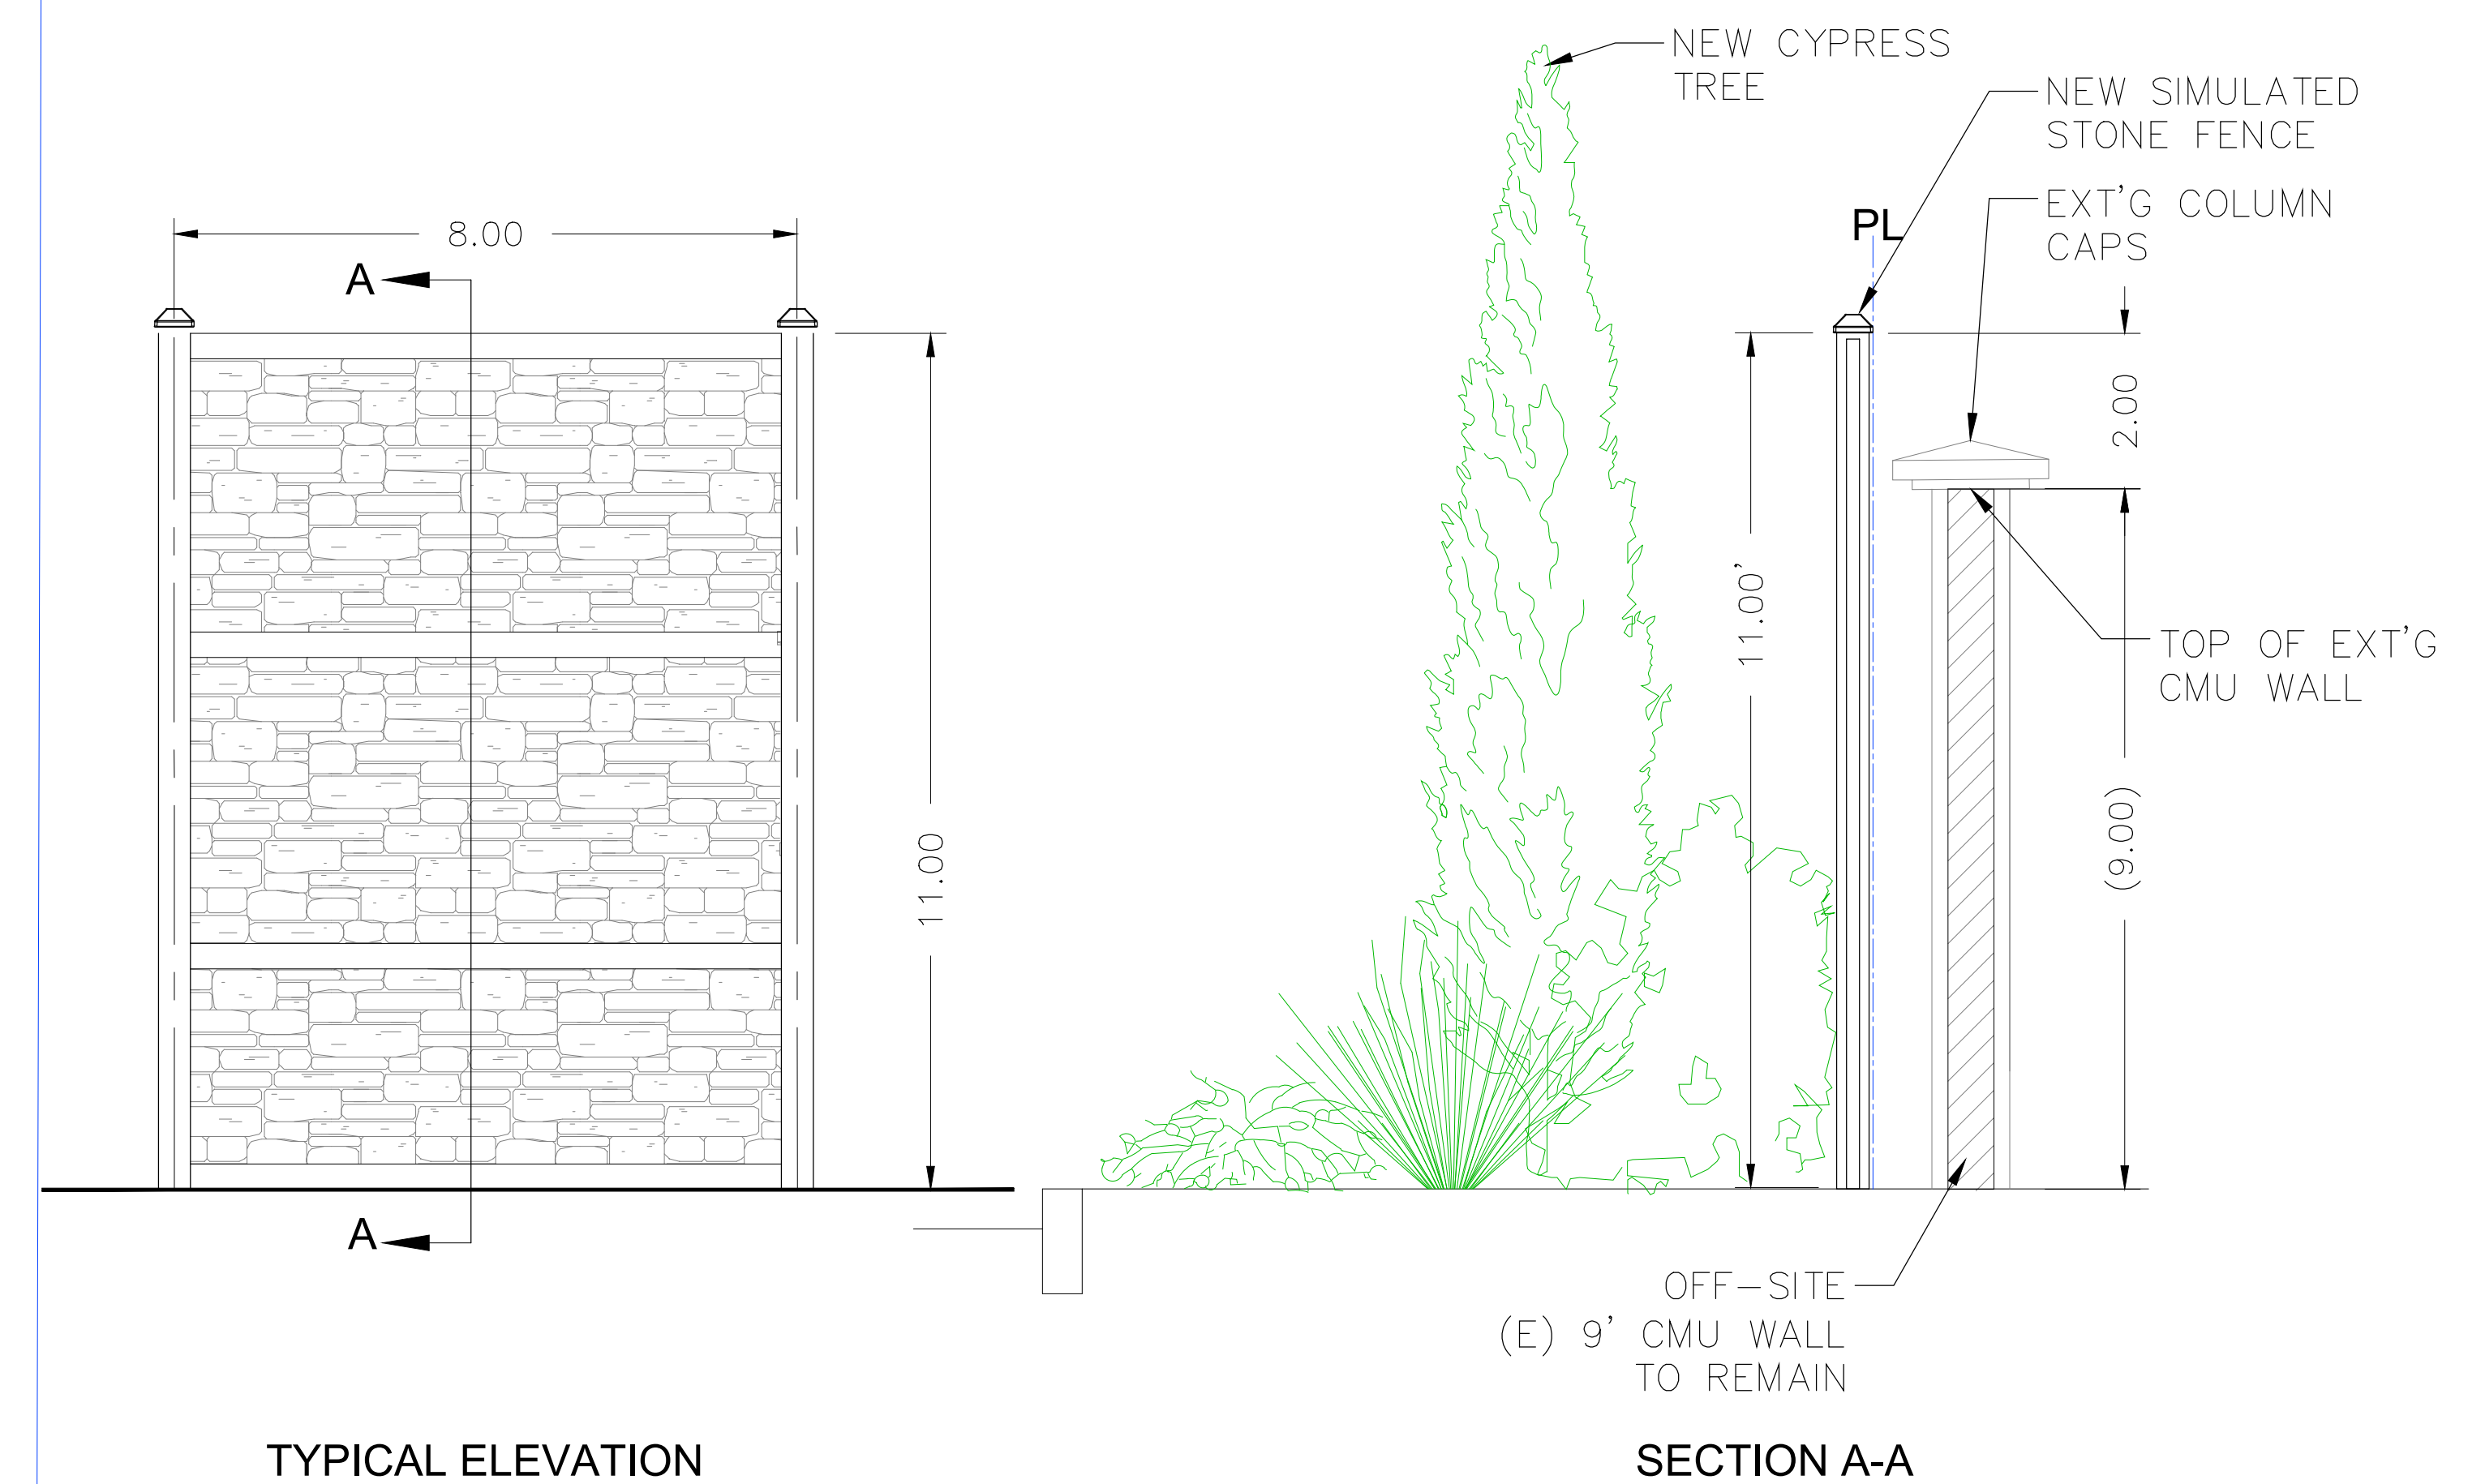 NEW CYPRESS
TREE
NEW SIMULATED
STONE FENCE
EXT'G COLUMN
CAPS
PL
8.00
A
2.00
11.00'
TOP OF EXT'G
CMU WALL
11.00
(9.00)
A
OFF-SITE
(E) 9' CMU WALL
TO REMAIN
TYPICAL ELEVATION
SECTION A-A